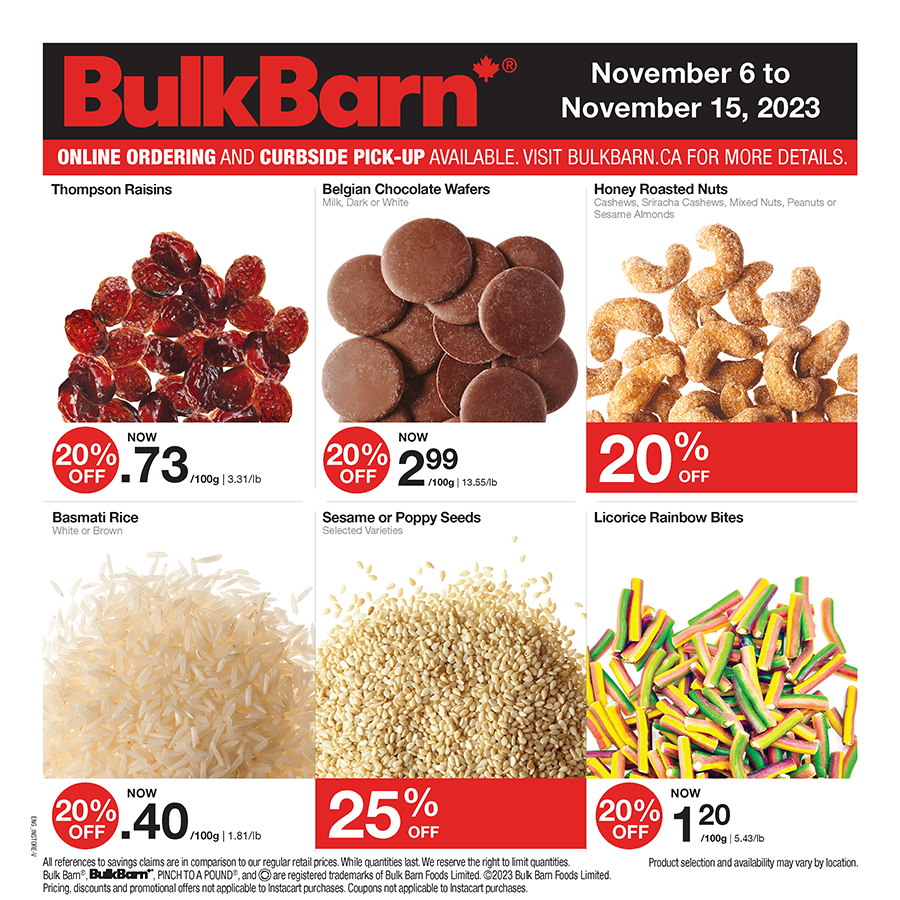 BulkBarn®
November 6 to
November 15, 2023
ONLINE ORDERING AND CURBSIDE PICK-UP AVAILABLE. VISIT BULKBARN.CA FOR MORE DETAILS.
Thompson Raisins
20%
OFF
NOW
.73
/100g | 3.31/lb
Belgian Chocolate Wafers
Milk, Dark or White
20%
OFF
NOW
2 99
/100g | 13.55/lb
Honey Roasted Nuts
Cashews, Sriracha Cashews, Mixed Nuts, Peanuts or
Sesame Almonds
20%
OFF
Basmati Rice
White or Brown
20%
OFF
NOW
.40
/100g | 1.81/lb
Sesame or Poppy Seeds
Selected Varieties
25%
OFF
Licorice Rainbow Bites
20%
OFF
NOW
1 20
/100g | 5.43/lb
ENG_INSTORE-V
All references to savings claims are in comparison to our regular retail prices. While quantities last. We reserve the right to limit quantities.
Bulk Barn®, BulkBarn, PINCH TO A POUND®, and are registered trademarks of Bulk Barn Foods Limited. ©2023 Bulk Barn Foods Limited.
Pricing, discounts and promotional offers not applicable to Instacart purchases. Coupons not applicable to Instacart purchases.
Product selection and availability may vary by location.